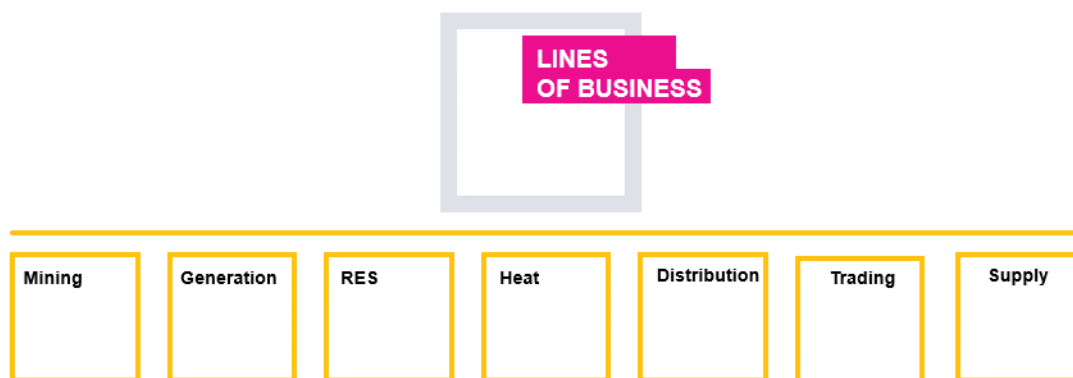 LINES
OF BUSINESS
Mining
Generation
RES
Heat
Distribution
Trading
Supply